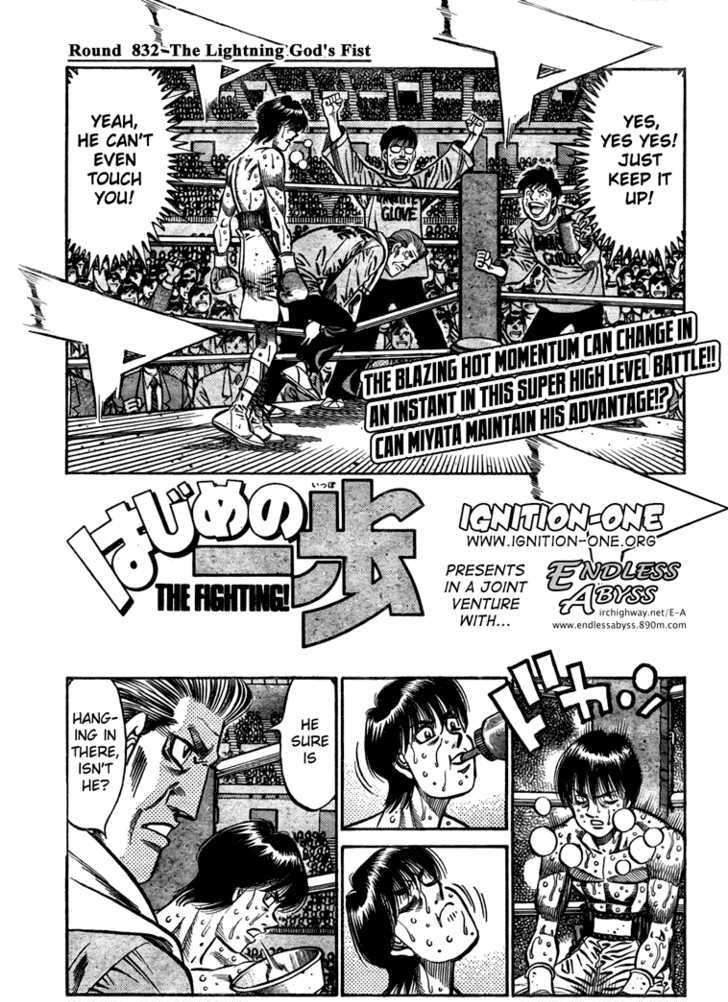 Round 832-The Lightning God's Fist
YEAH,
HE CAN'T
EVEN
TOUCH
YOU!
YES,
YES YES!
JUST
KEEP IT
UP!
GLOVE
THE BLAZING HOT MOMENTUM CAN CHANGE IN
AN INSTANT IN THIS SUPER HIGH LEVEL BATTLE!!
CAN MIYATA MAINTAIN HIS ADVANTAGE!?
いっぽ
はじめの一歩
THE FIGHTING!
IGNITION-ONE
WWW.IGNITION-ONE.ORG
PRESENTS
IN A JOINT
VENTURE
WITH...
ENDLESS
ABYSS
irchighway.net/E-A
www.endlessabyss.890m.com
ドカッ
HE
SURE
IS
HANG-
ING IN
THERE,
ISN'T
HE?